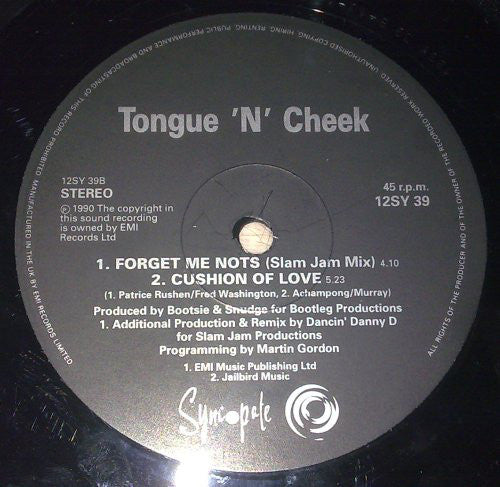 UNAUTHORISED COPYING, HIRING, RENTING, PUBLIC PERFORMANCE AND BROADCASTING OF THIS RECORD PROHIBITED. MANUFACTURED IN THE UK BY EMI RECORDS LIMITED
ALL RIGHTS OF THE PRODUCER AND OF THE OWNER OF THE RECORDED WORK RESERVED.
Tongue 'N' Cheek
12SY 39B
STEREO
45 r.p.m.
12SY 39
℗ 1990 The copyright in
this sound recording
is owned by EMI
Records Ltd
1. FORGET ME NOTS (Slam Jam Mix) 4.10
2. CUSHION OF LOVE 5.23
(1. Patrice Rushen/Fred Washington, 2. Achampong/Murray)
Produced by Bootsie & Snudge for Bootleg Productions
1. Additional Production & Remix by Dancin' Danny D
for Slam Jam Productions
Programming by Martin Gordon
1. EMI Music Publishing Ltd
2. Jailbird Music
Syncopate